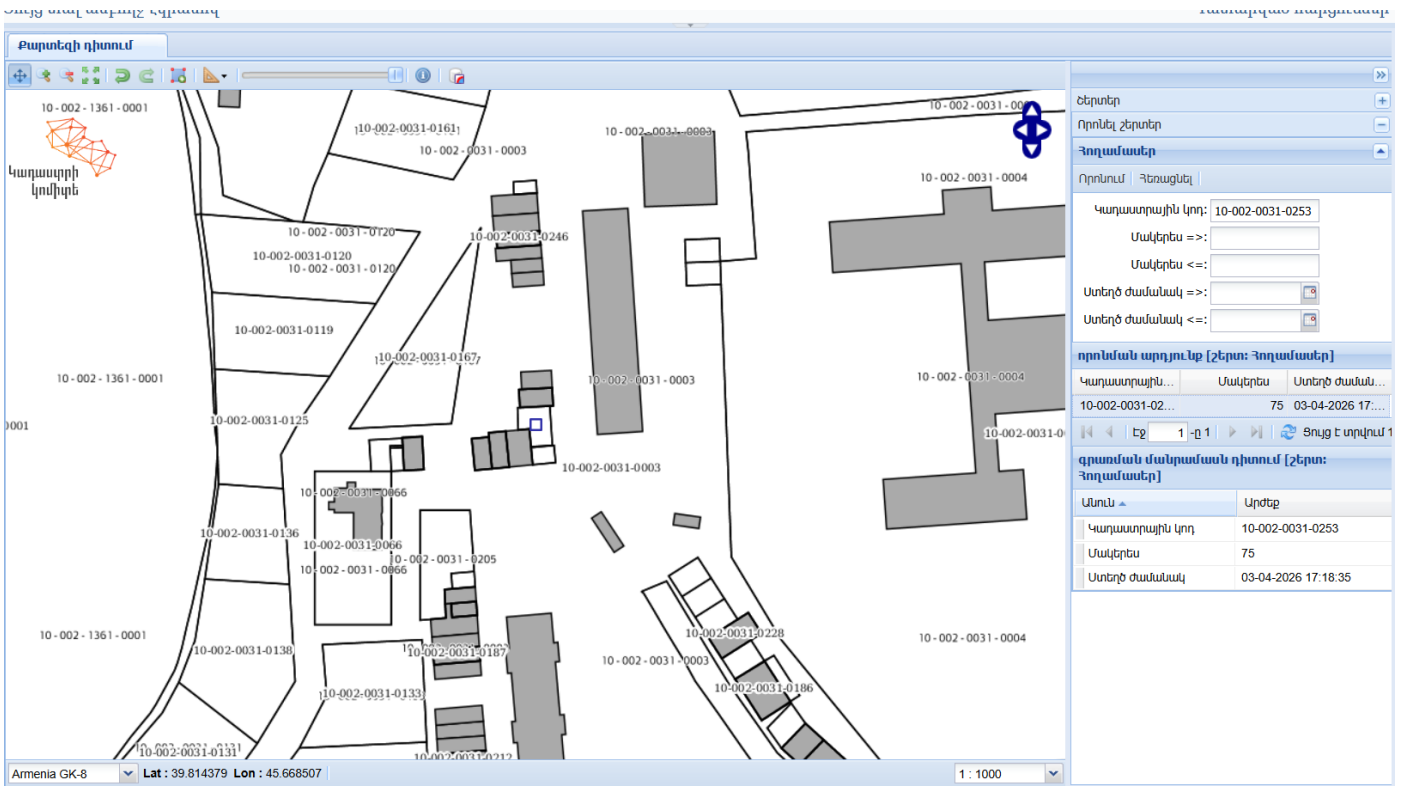 Քարտեզի դիտում
10 - 002 - 1361 - 0001
10-002-0031-0161
10 - 002 - 0031 - 0003
10 - 002 - 0031 - 0003
Կադաստրի
կոմիտե
10 - 002 - 0031 - 0004
10 - 002 - 0031 - 0120
10-002-0031-0246
10-002-0031-0120
10 - 002 - 0031 - 0120
10-002-0031-0119
10-002-0031-0167
10 - 002 - 1361 - 0001
10 - 002 - 0031 - 0003
10 - 002 - 0031 - 0004
10-002-0031-0125
0001
10-002-0031-0
10-002-0031-0003
10 - 002 - 0031 - 0066
10-002-0031-0136
10-002-0031-0066
10 - 002 - 0031 - 0205
10 - 002 - 0031 - 0066
10 - 002 - 1361 - 0001
10-002-0031-0228
10 - 002 - 0031 - 0004
10-002-0031-0138
10-002-0031-0187
10 - 002 - 0031 - 0003
10-002-0031-0133
10-002-0031-0186
10-002-0031-0131
10-002-0031-0212
Armenia GK-8
Lat : 39.814379 Lon : 45.668507
1 : 1000
Շերտեր
Որոնել շերտեր
Հողամասեր
Որոնում Հեռացնել
Կադաստրային կոդ: 10-002-0031-0253
Մակերես =>:
Մակերես <=:
Ստեղծ ժամանակ =>:
Ստեղծ ժամանակ <=:
որոնման արդյունք [շերտ: Հողամասեր]
Կադաստրային... Մակերես Ստեղծ ժաման...
10-002-0031-02... 75 03-04-2026 17:...
Էջ 1 -ը 1 Ցույց է տրվում 1
գրառման մանրամասն դիտում [շերտ:
Հողամասեր]
Անուն Արժեք
Կադաստրային կոդ 10-002-0031-0253
Մակերես 75
Ստեղծ ժամանակ 03-04-2026 17:18:35